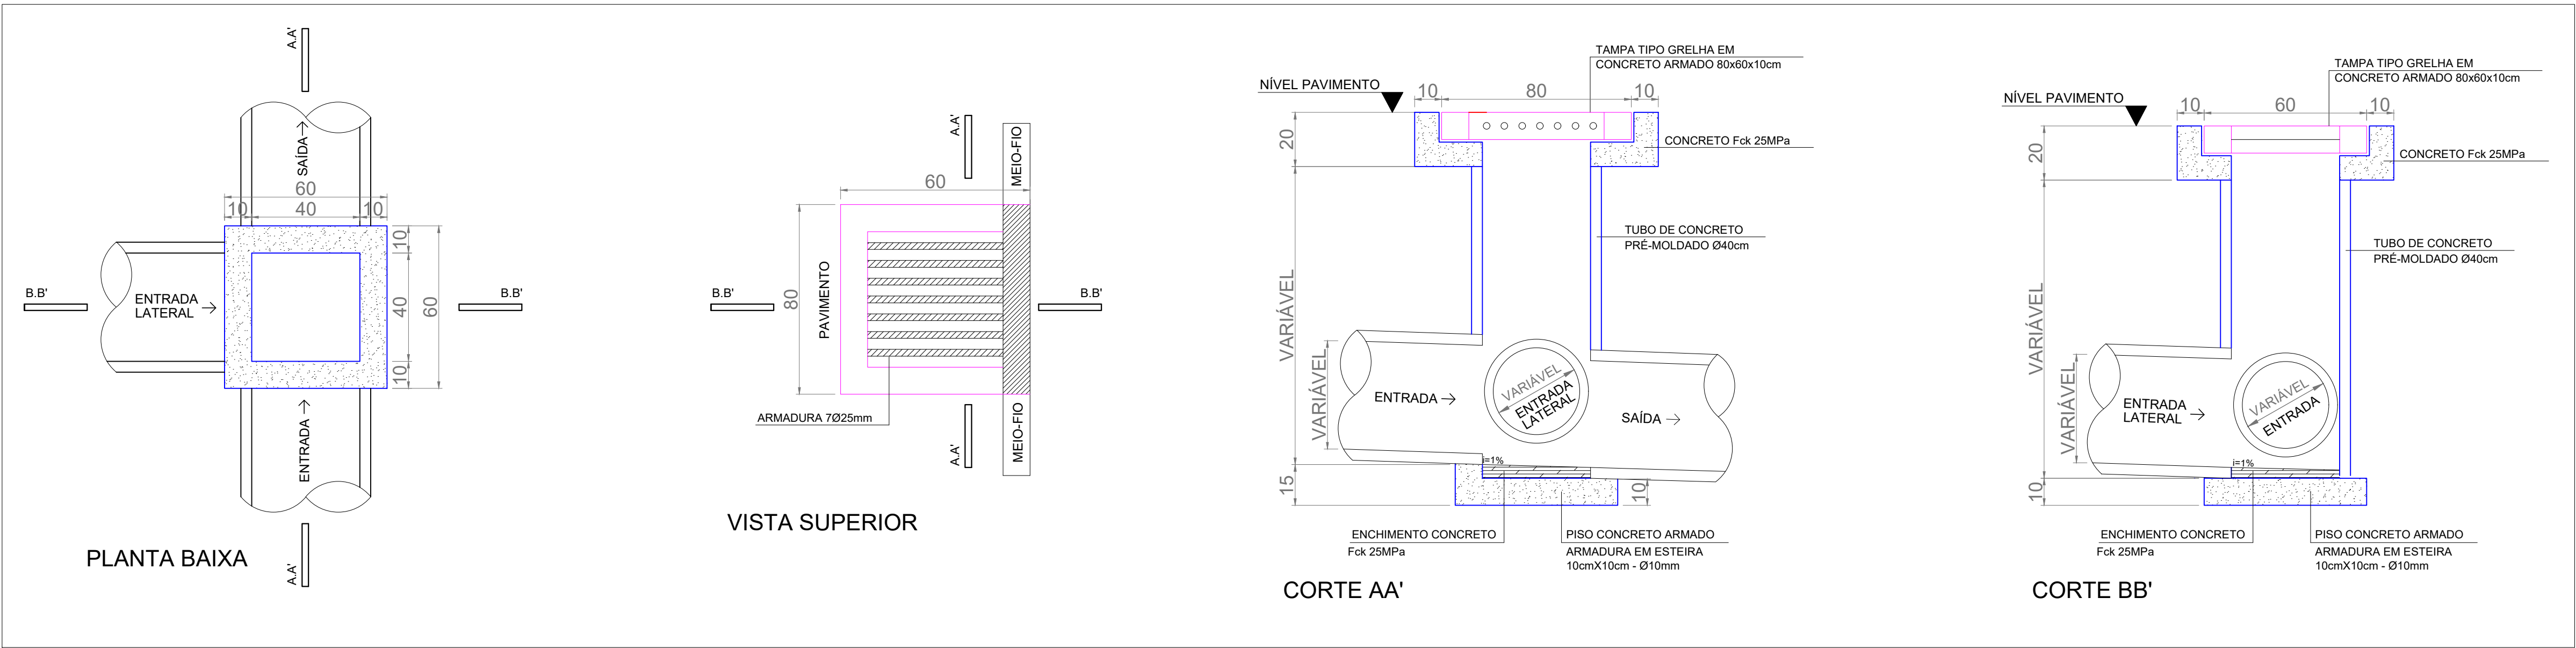 A.A'
SAÍDA
60
10
40
10
10
40
60
10
B.B'
ENTRADA
LATERAL
B.B'
ENTRADA
A.A'
PLANTA BAIXA
A.A'
MEIO-FIO
60
80
PAVIMENTO
B.B'
B.B'
ARMADURA 7Ø25mm
A.A'
MEIO-FIO
VISTA SUPERIOR
TAMPA TIPO GRELHA EM
CONCRETO ARMADO 80x60x10cm
NÍVEL PAVIMENTO
10
80
10
20
CONCRETO Fck 25MPa
TUBO DE CONCRETO
PRÉ-MOLDADO Ø40cm
VARIÁVEL
VARIÁVEL
ENTRADA
VARIÁVEL
ENTRADA
LATERAL
SAÍDA
i=1%
15
10
ENCHIMENTO CONCRETO
Fck 25MPa
PISO CONCRETO ARMADO
ARMADURA EM ESTEIRA
10cmX10cm - Ø10mm
CORTE AA'
TAMPA TIPO GRELHA EM
CONCRETO ARMADO 80x60x10cm
NÍVEL PAVIMENTO
10
60
10
20
CONCRETO Fck 25MPa
TUBO DE CONCRETO
PRÉ-MOLDADO Ø40cm
VARIÁVEL
VARIÁVEL
ENTRADA
LATERAL
VARIÁVEL
ENTRADA
i=1%
10
ENCHIMENTO CONCRETO
Fck 25MPa
PISO CONCRETO ARMADO
ARMADURA EM ESTEIRA
10cmX10cm - Ø10mm
CORTE BB'